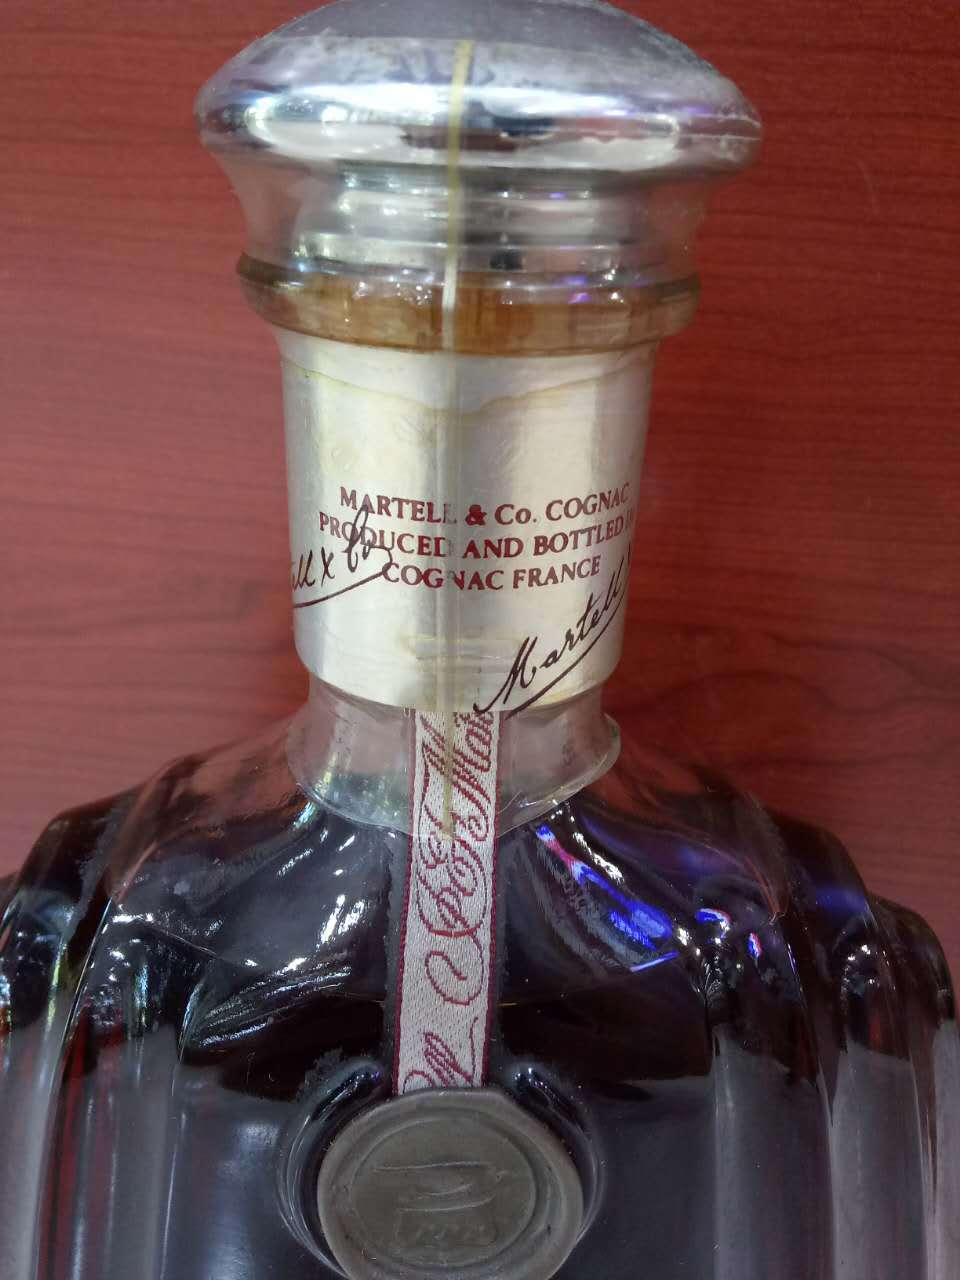 MARTELL & Co. COGNAC
PRODUCED AND BOTTLED
COGNAC FRANCE
Martell